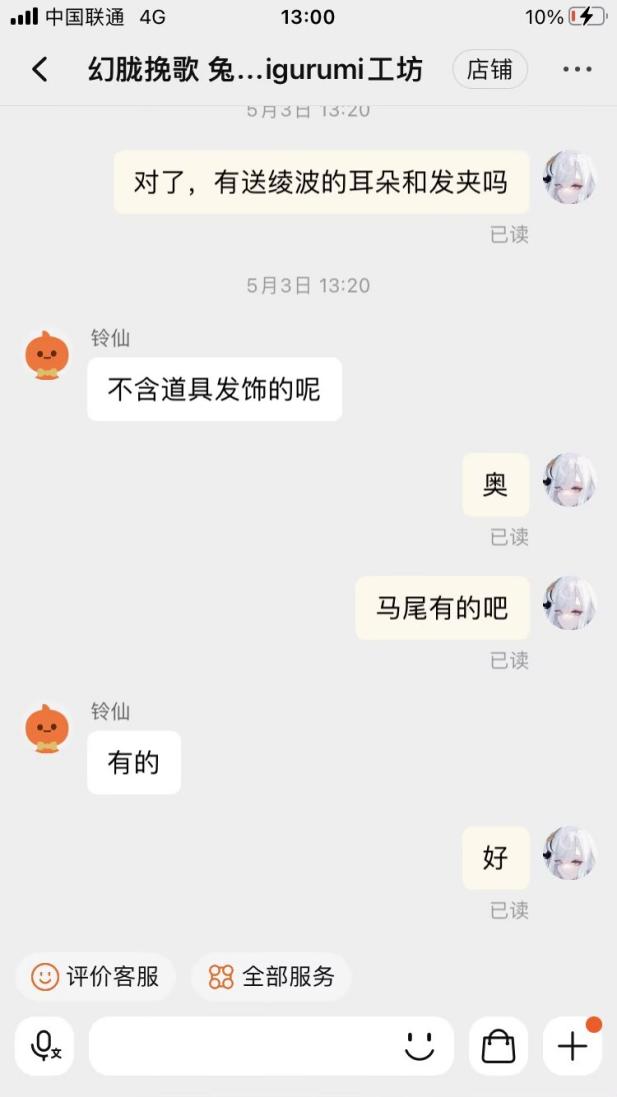 中国联通 4G
13:00
10%
幻胧挽歌 兔...igurumi工坊
店铺
5月3日 13:20
对了，有送绫波的耳朵和发夹吗
已读
5月3日 13:20
铃仙
不含道具发饰的呢
奥
已读
马尾有的吧
已读
铃仙
有的
好
已读
评价客服
全部服务
文